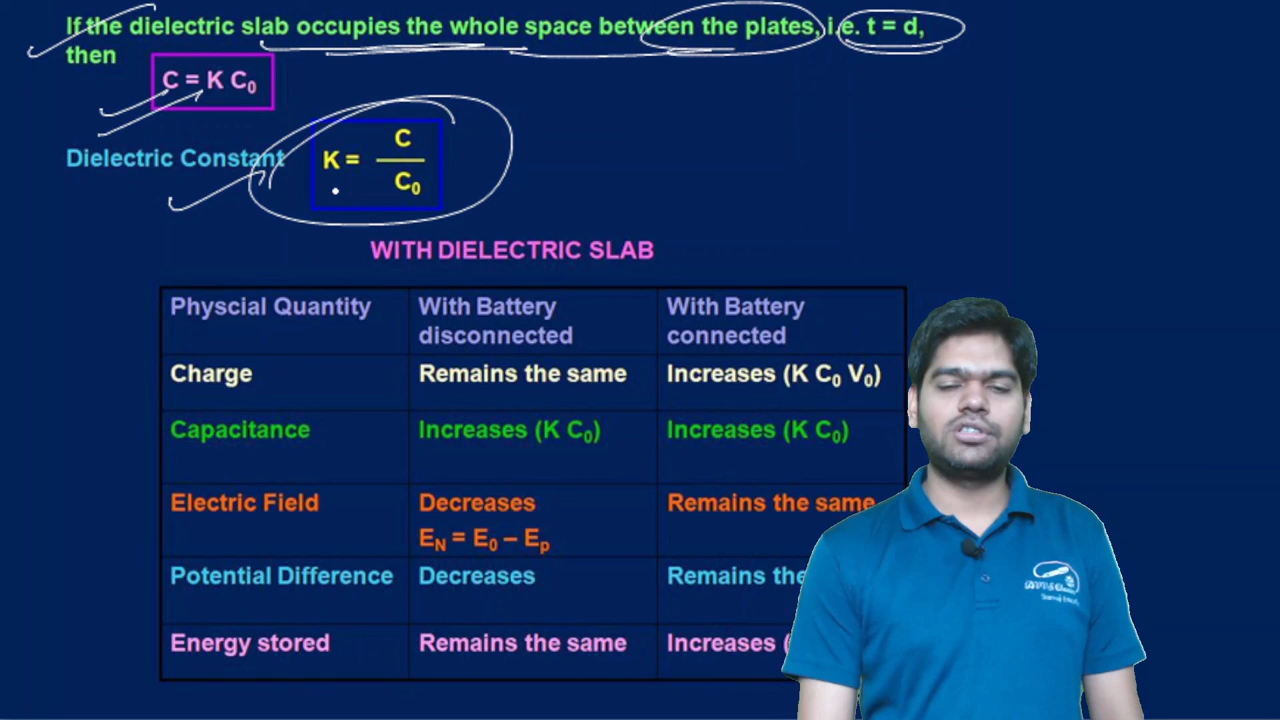 If the dielectric slab occupies the whole space between the plates, i.e. t = d,
then
C = K C₀
Dielectric Constant K = C / C₀
WITH DIELECTRIC SLAB
Physcial Quantity With Battery disconnected With Battery connected
Charge Remains the same Increases (K C₀ V₀)
Capacitance Increases (K C₀) Increases (K C₀)
Electric Field Decreases Remains the same
E_N = E₀ – E_p
Potential Difference Decreases Remains the
Energy stored Remains the same Increases (